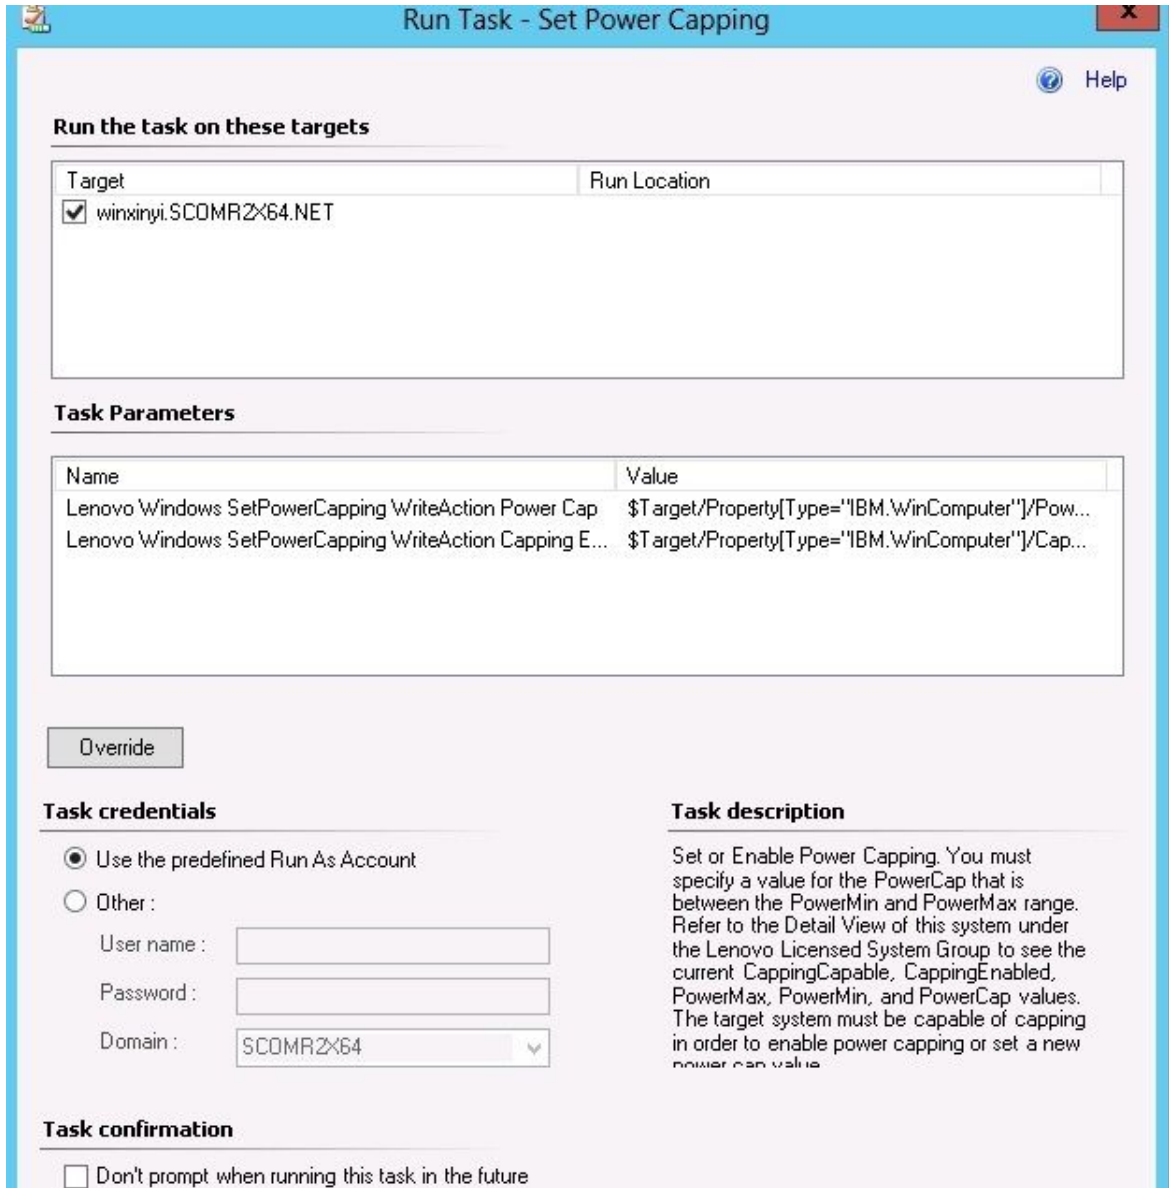 Run Task - Set Power Capping
x
Help
Run the task on these targets
Target Run Location
winxinyi.SCOMR2X64.NET
Task Parameters
Name Value
Lenovo Windows SetPowerCapping WriteAction Power Cap $Target/Property[Type="IBM.WinComputer"]/Pow...
Lenovo Windows SetPowerCapping WriteAction Capping E... $Target/Property[Type="IBM.WinComputer"]/Cap...
Override
Task credentials
Use the predefined Run As Account
Other :
User name :
Password :
Domain : SCOMR2X64
Task description
Set or Enable Power Capping. You must
specify a value for the PowerCap that is
between the PowerMin and PowerMax range.
Refer to the Detail View of this system under
the Lenovo Licensed System Group to see the
current CappingCapable, CappingEnabled,
PowerMax, PowerMin, and PowerCap values.
The target system must be capable of capping
in order to enable power capping or set a new
power cap value
Task confirmation
Don't prompt when running this task in the future